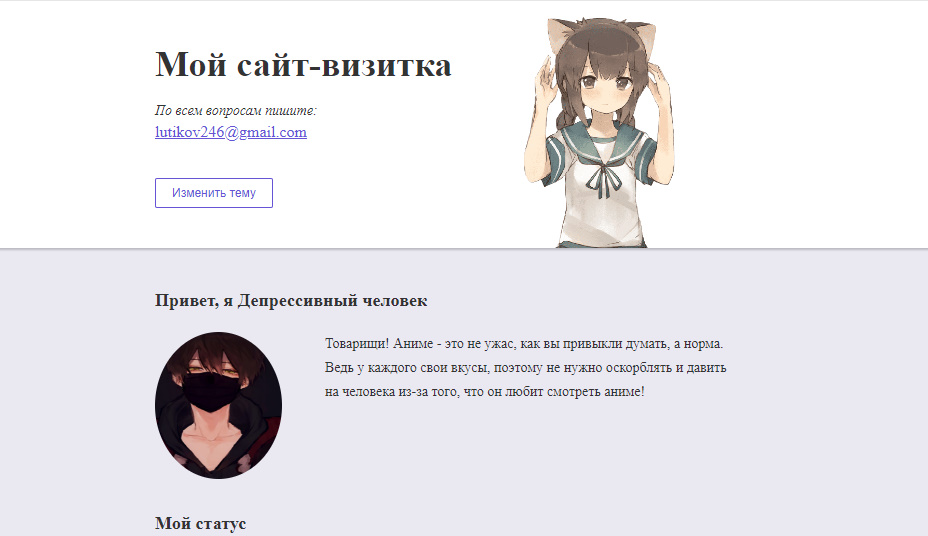 Мой сайт-визитка
По всем вопросам пишите:
lutikov246@gmail.com
Изменить тему
Привет, я Депрессивный человек
Товарищи! Аниме - это не ужас, как вы привыкли думать, а норма.
Ведь у каждого свои вкусы, поэтому не нужно оскорблять и давить
на человека из-за того, что он любит смотреть аниме!
Мой статус